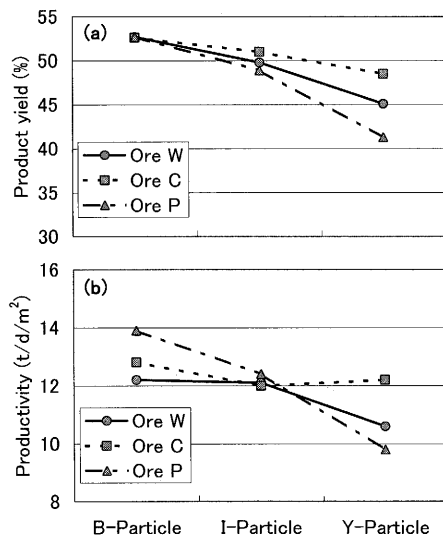 55
(a)
50
45
40
35
30
Product yield (%)
Ore W
Ore C
Ore P
16
(b)
14
12
10
8
Productivity (t/d/m²)
Ore W
Ore C
Ore P
B-Particle I-Particle Y-Particle